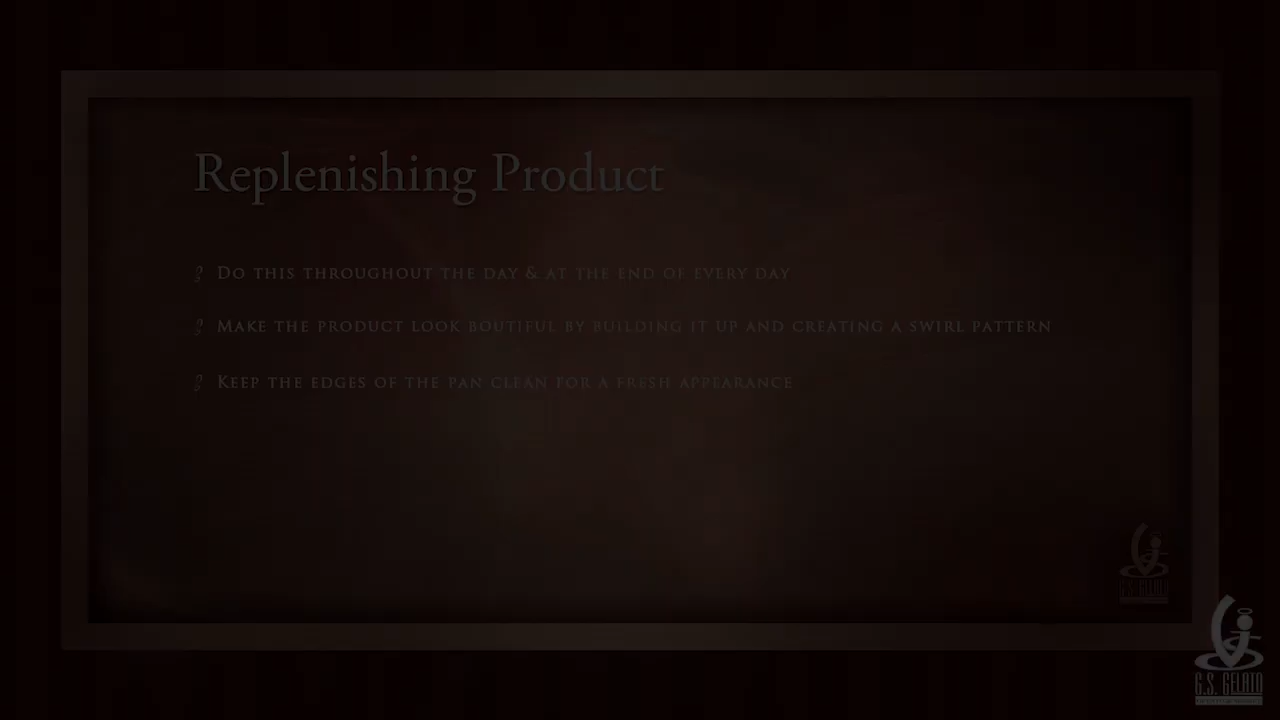 Replenishing Product
Do this throughout the day & at the end of every day
Make the product look boutiful by building it up and creating a swirl pattern
Keep the edges of the pan clean for a fresh appearance
G.S. GELATO
G.S. GELATO